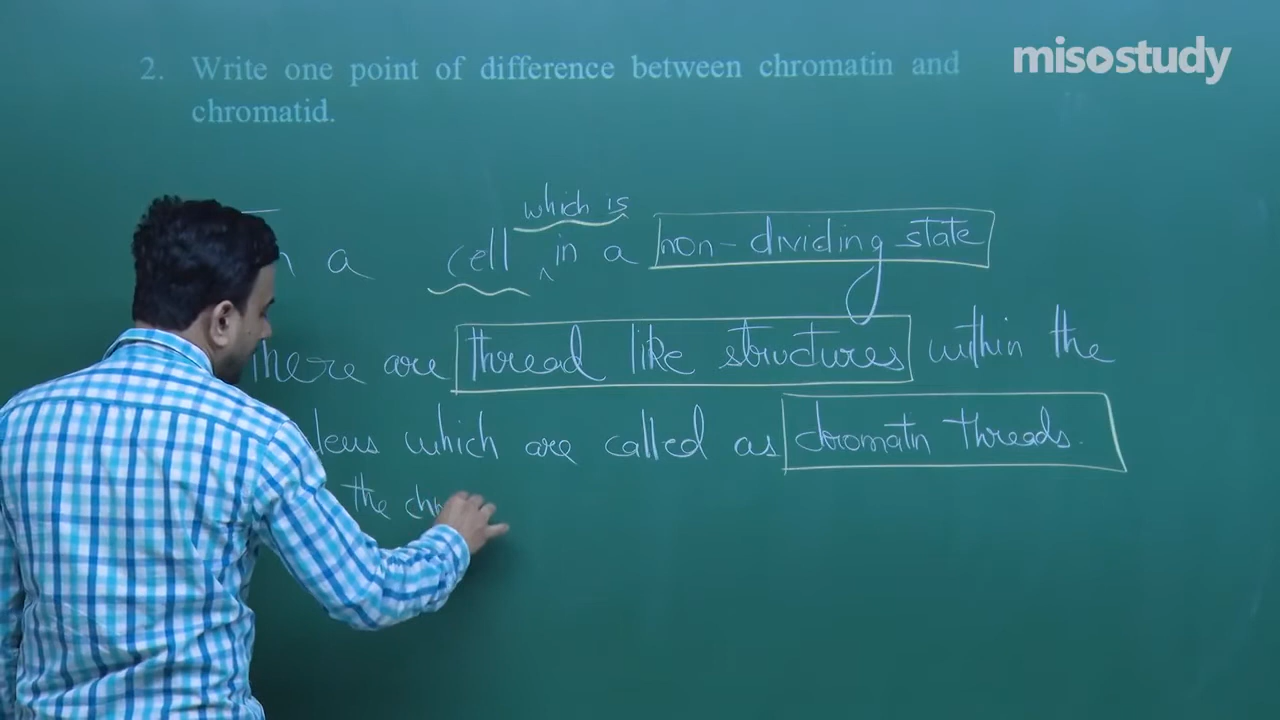 misostudy
2. Write one point of difference between chromatin and
chromatid.
which is
a cell in a non-dividing state
there are thread like structures within the
which are called as chromatin threads.
the